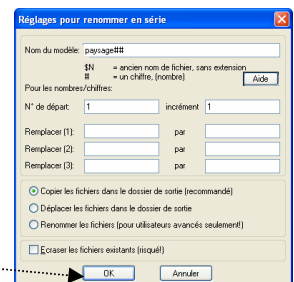 Réglages pour renommer en série
Nom du modèle: paysage##
$N = ancien nom de fichier, sans extension
# = un chiffre, (nombre)
Aide
Pour les nombres/chiffres:
N° de départ: 1 incrément 1
Remplacer (1): par
Remplacer (2): par
Remplacer (3): par
Copier les fichiers dans le dossier de sortie (recommandé)
Déplacer les fichiers dans le dossier de sortie
Renommer les fichiers (pour utilisateurs avancés seulement!)
Ecraser les fichiers existants (risqué!)
OK Annuler